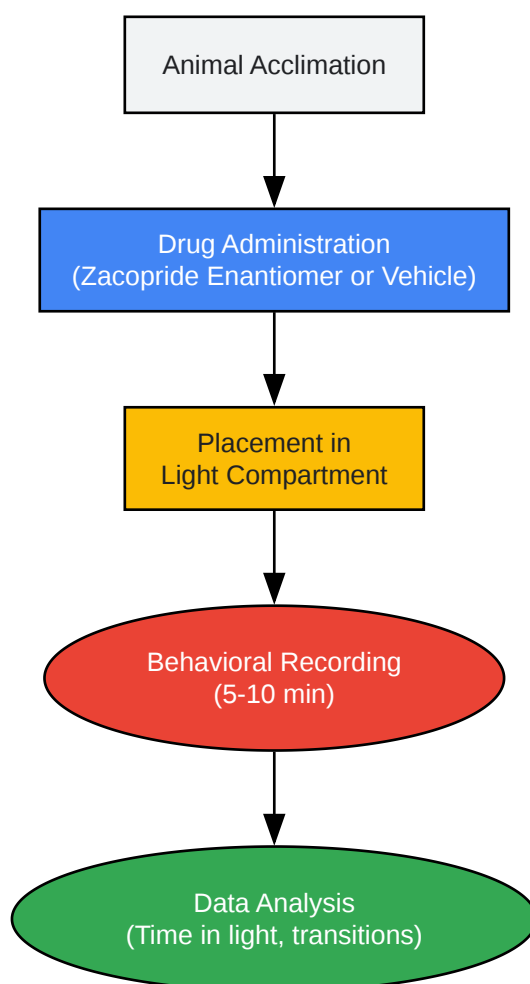 Animal Acclimation
Drug Administration
(Zacopride Enantiomer or Vehicle)
Placement in
Light Compartment
Behavioral Recording
(5-10 min)
Data Analysis
(Time in light, transitions)